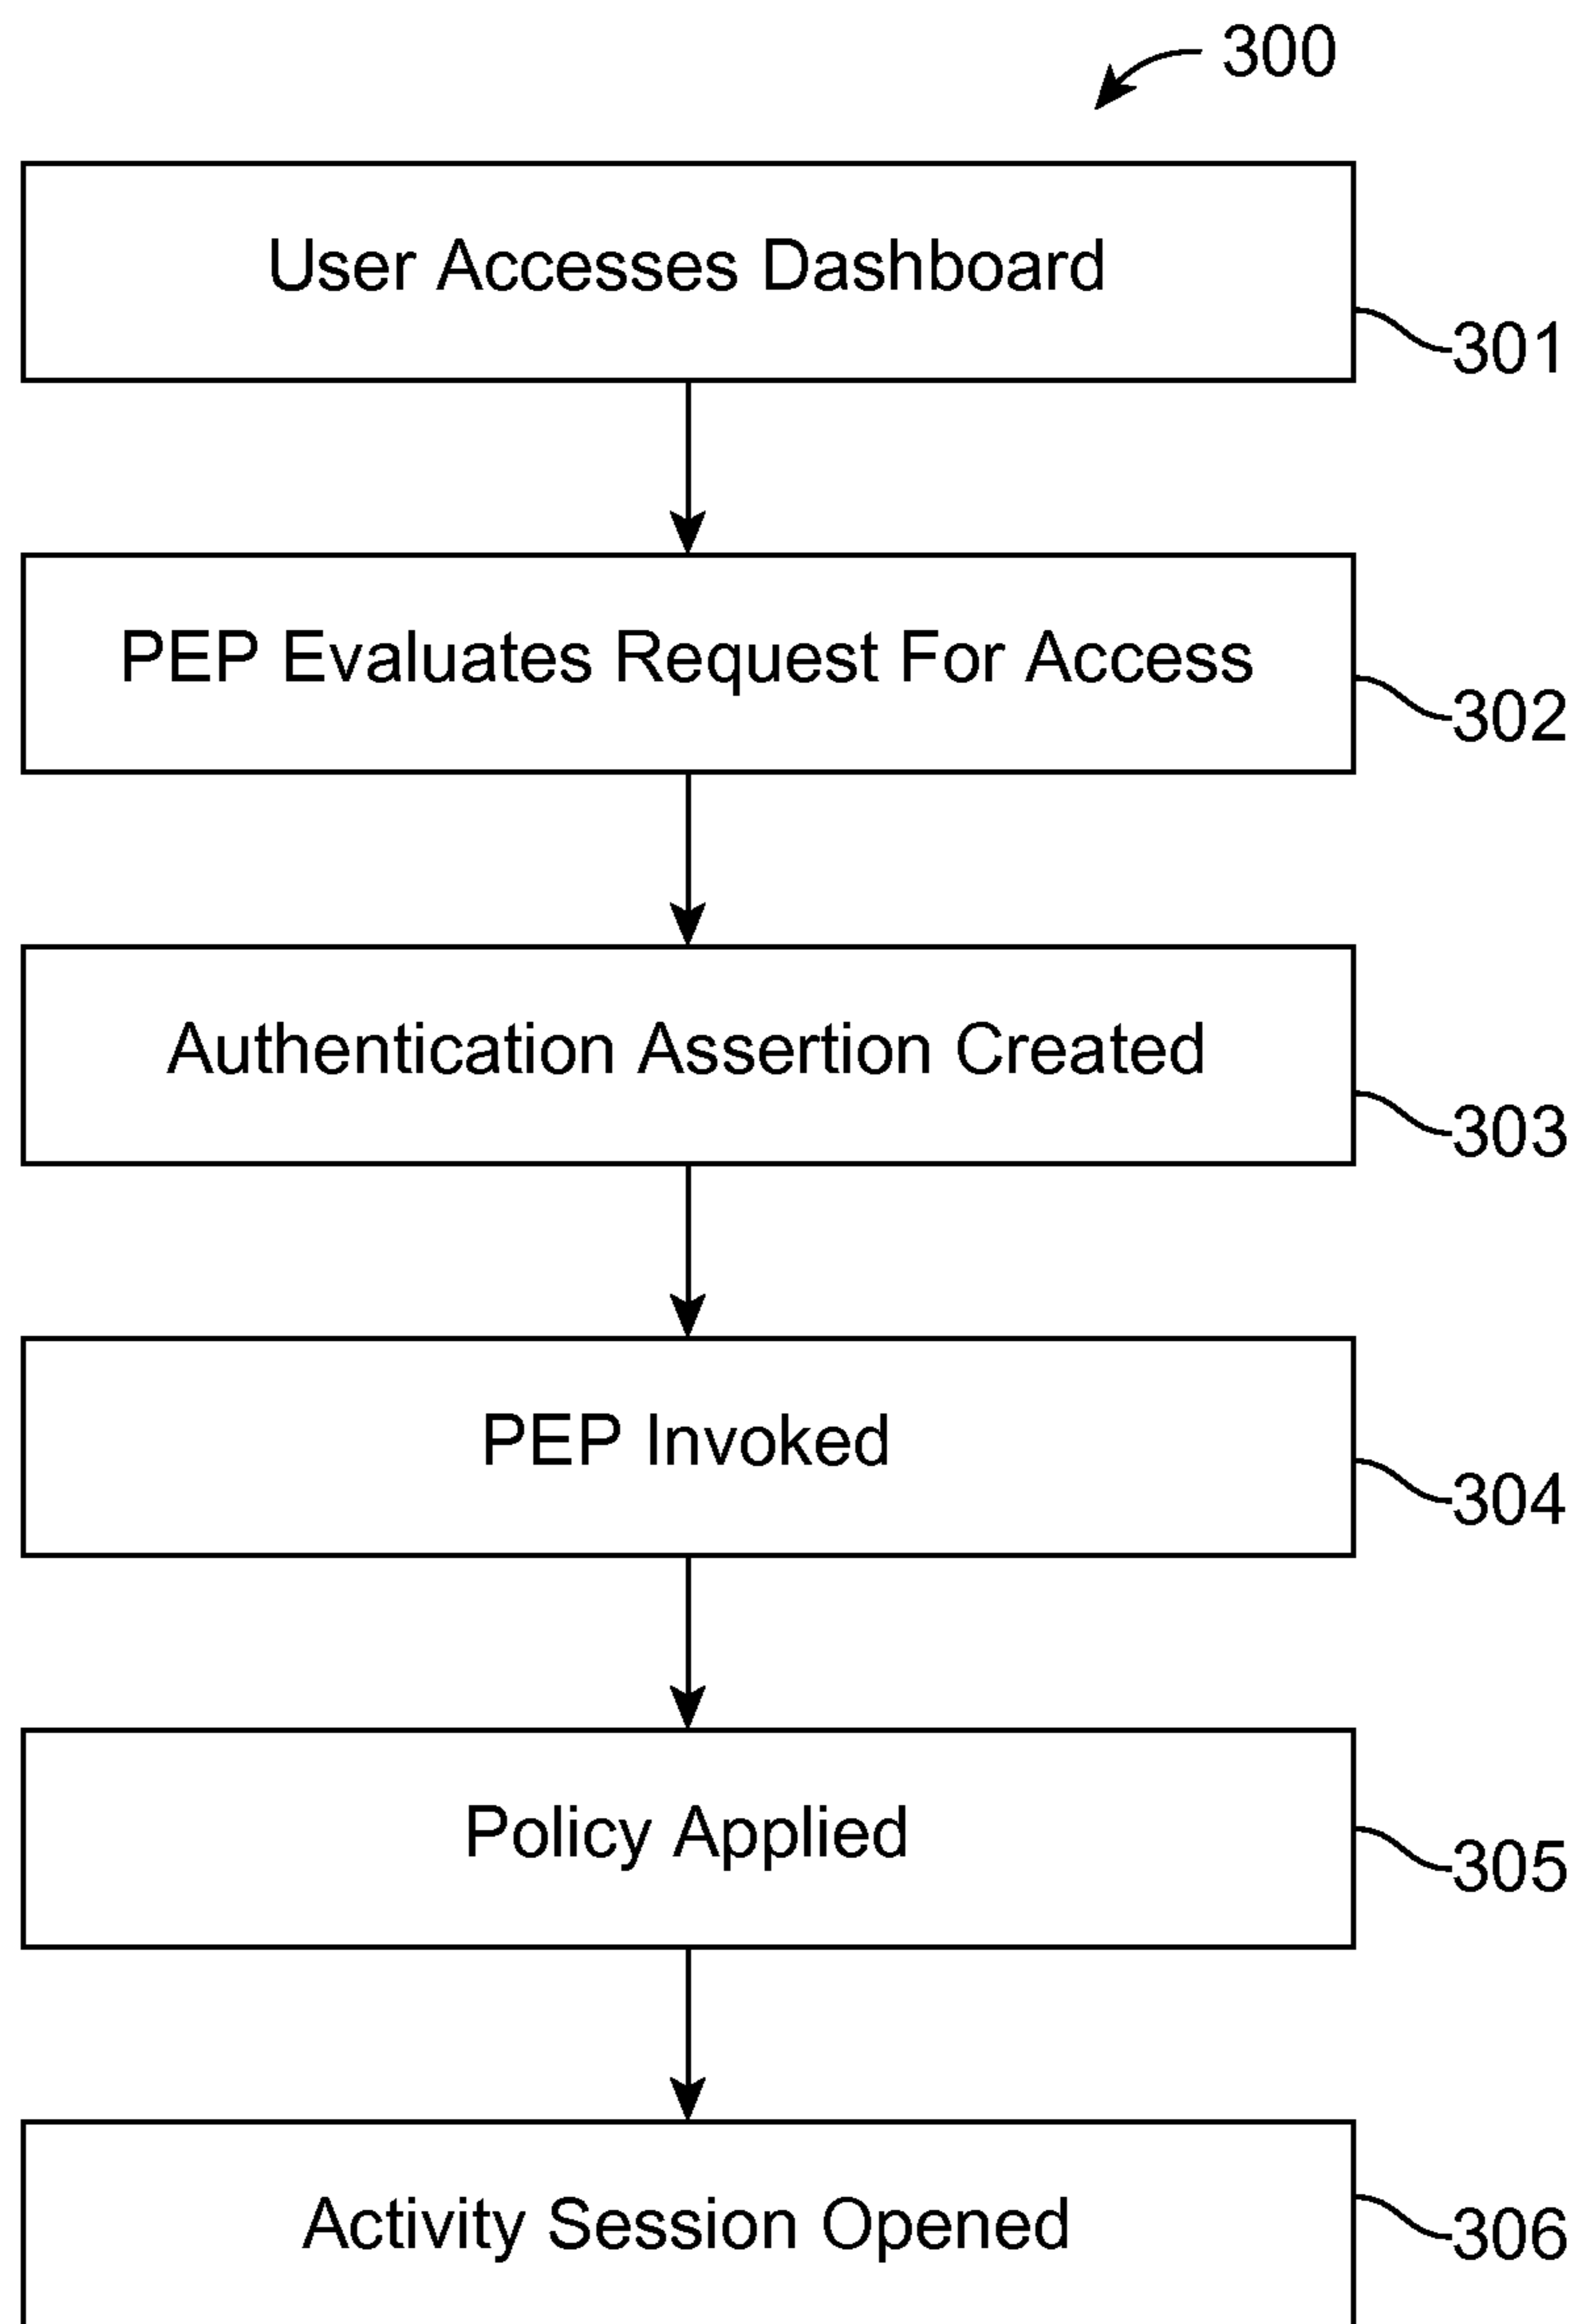 300
User Accesses Dashboard
301
PEP Evaluates Request For Access
302
Authentication Assertion Created
303
PEP Invoked
304
Policy Applied
305
Activity Session Opened
306